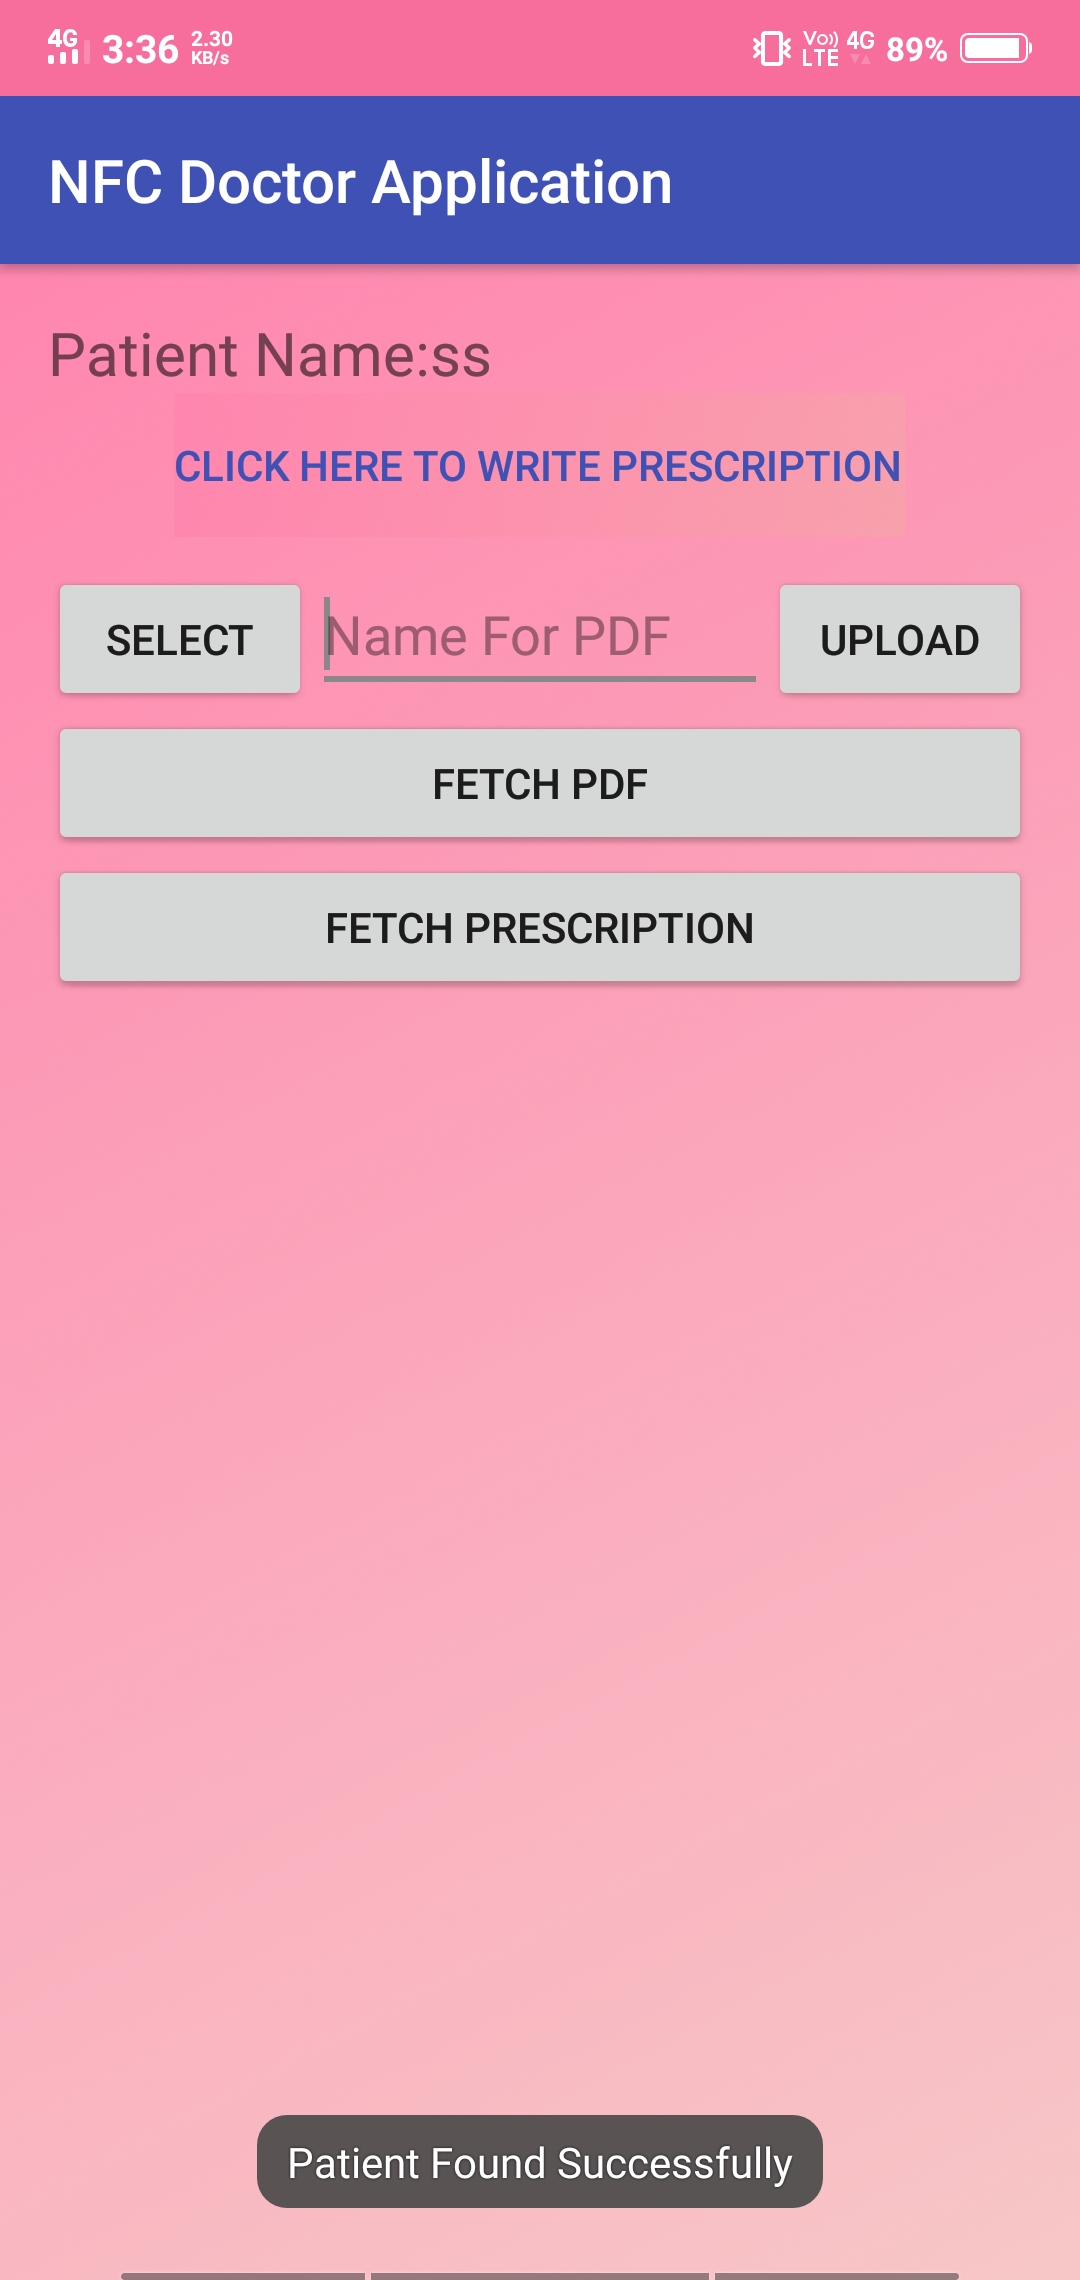 4G 3:36 2.30 KB/s Vo)) LTE 4G 89%
NFC Doctor Application
Patient Name:ss
CLICK HERE TO WRITE PRESCRIPTION
SELECT Name For PDF UPLOAD
FETCH PDF
FETCH PRESCRIPTION
Patient Found Successfully